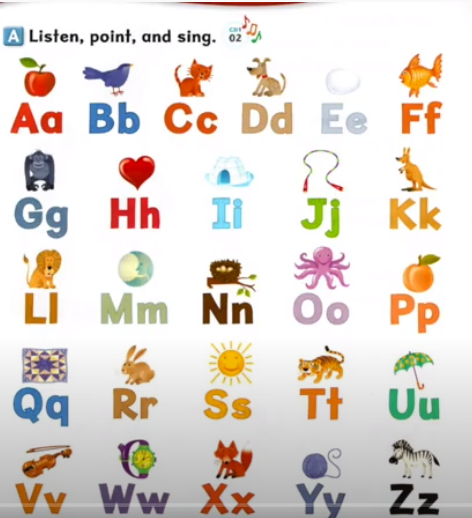 A Listen, point, and sing. CD1 02
Aa Bb Cc Dd Ee Ff
Gg Hh Ii Jj Kk
Ll Mm Nn Oo Pp
Qq Rr Ss Tt Uu
Vv Ww Xx Yy Zz